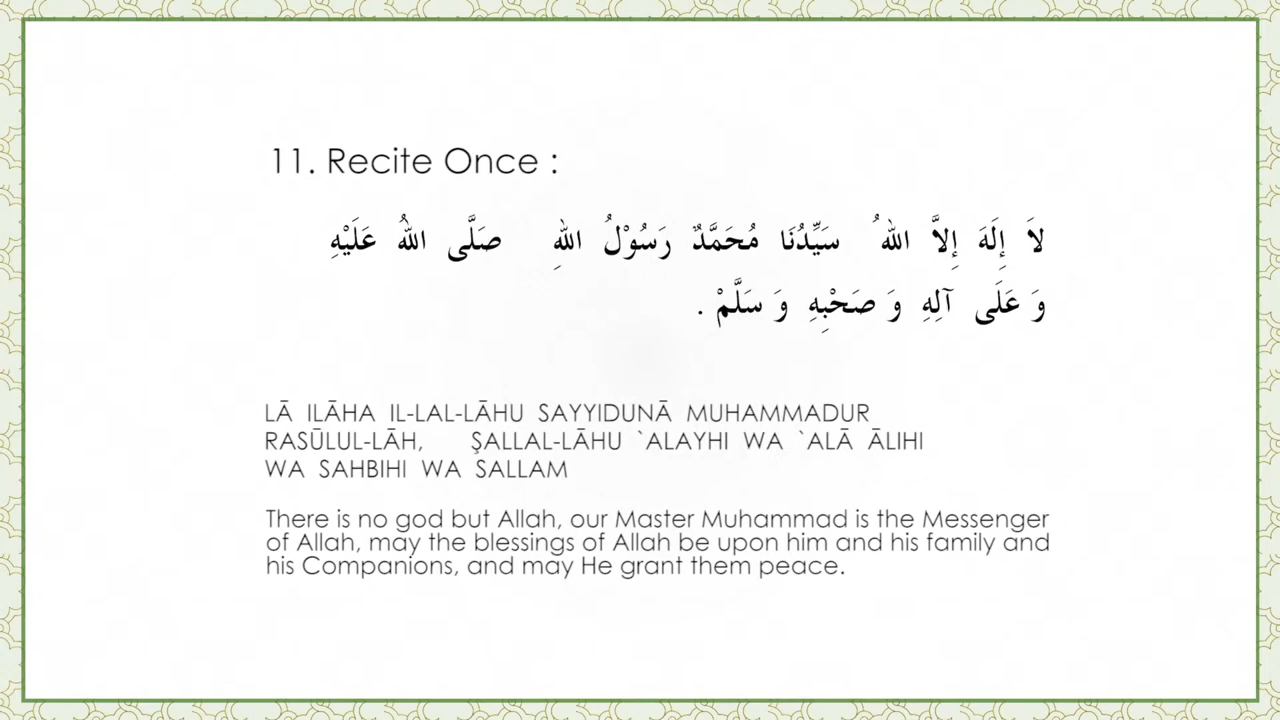 11. Recite Once :
لاَ إِلَهَ إِلاَّ اللهُ سَيِّدُنَا مُحَمَّدٌ رَسُوْلُ اللهِ صَلَّى اللهُ عَلَيْهِ
وَ عَلَى آلِهِ وَ صَحْبِهِ وَ سَلَّمْ .
LĀ ILĀHA IL-LAL-LĀHU SAYYIDUNĀ MUHAMMADUR
RASŪLUL-LĀH, ŞALLAL-LĀHU `ALAYHI WA `ALĀ ĀLIHI
WA SAHBIHI WA SALLAM
There is no god but Allah, our Master Muhammad is the Messenger
of Allah, may the blessings of Allah be upon him and his family and
his Companions, and may He grant them peace.